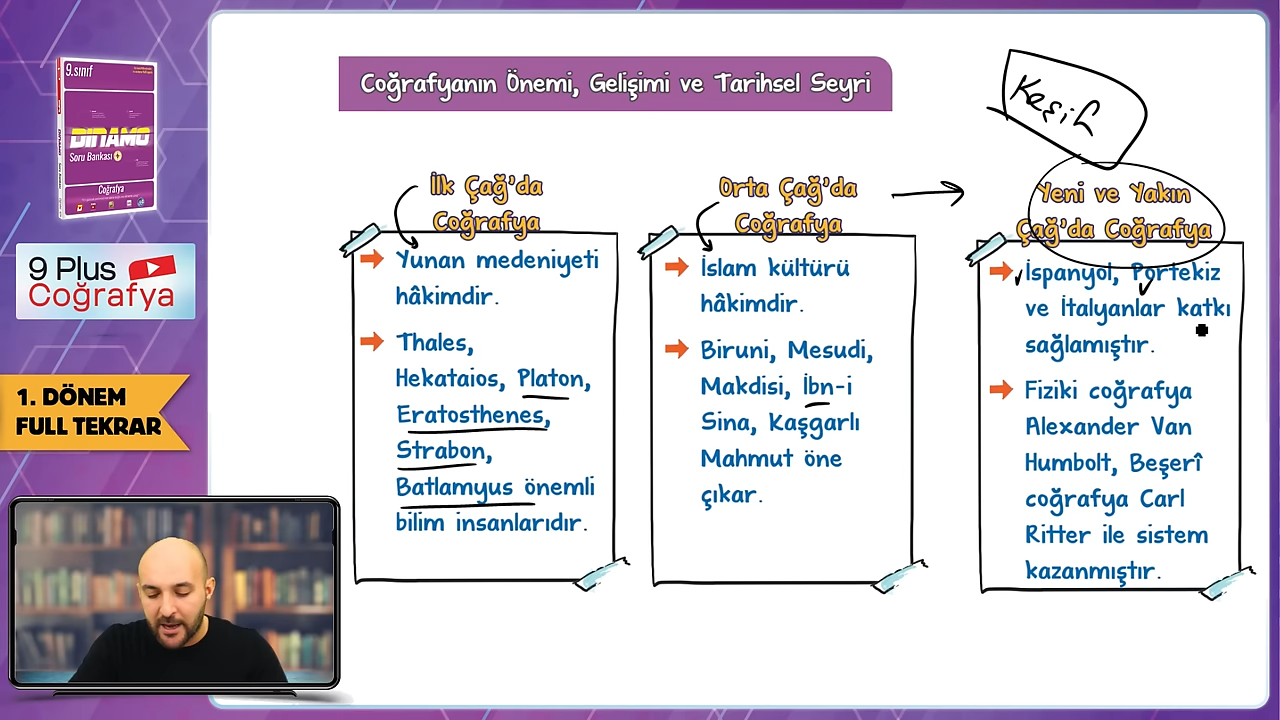 9.sınıf
DINAMO
Soru Bankası
Coğrafya
9 Plus
Coğrafya
1. DÖNEM
FULL TEKRAR
Coğrafyanın Önemi, Gelişimi ve Tarihsel Seyri
Keşif
İlk Çağ'da
Coğrafya
Yunan medeniyeti
hâkimdir.
Thales,
Hekataios, Platon,
Eratosthenes,
Strabon,
Batlamyus önemli
bilim insanlarıdır.
Orta Çağ'da
Coğrafya
İslam kültürü
hâkimdir.
Biruni, Mesudi,
Makdisi, İbn-i
Sina, Kaşgarlı
Mahmut öne
çıkar.
Yeni ve Yakın
Çağ'da Coğrafya
İspanyol, Portekiz
ve İtalyanlar katkı
sağlamıştır.
Fiziki coğrafya
Alexander Van
Humbolt, Beşerî
coğrafya Carl
Ritter ile sistem
kazanmıştır.